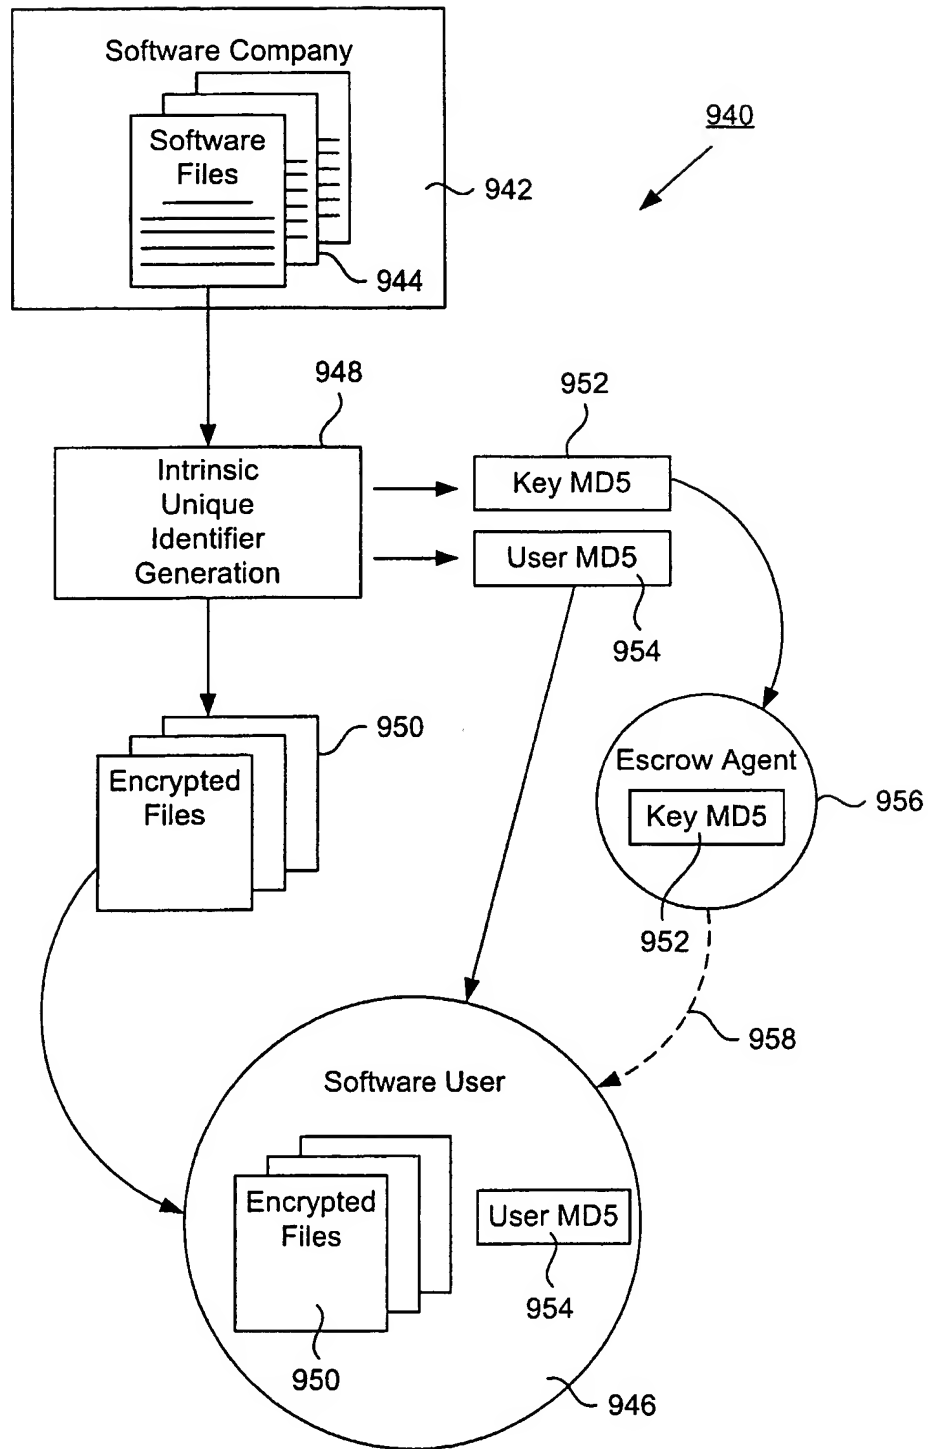 Software Company
Software
Files
940
942
944
948
952
Intrinsic
Unique
Identifier
Generation
Key MD5
User MD5
954
950
Encrypted
Files
Escrow Agent
Key MD5
956
952
958
Software User
Encrypted
Files
User MD5
954
950
946